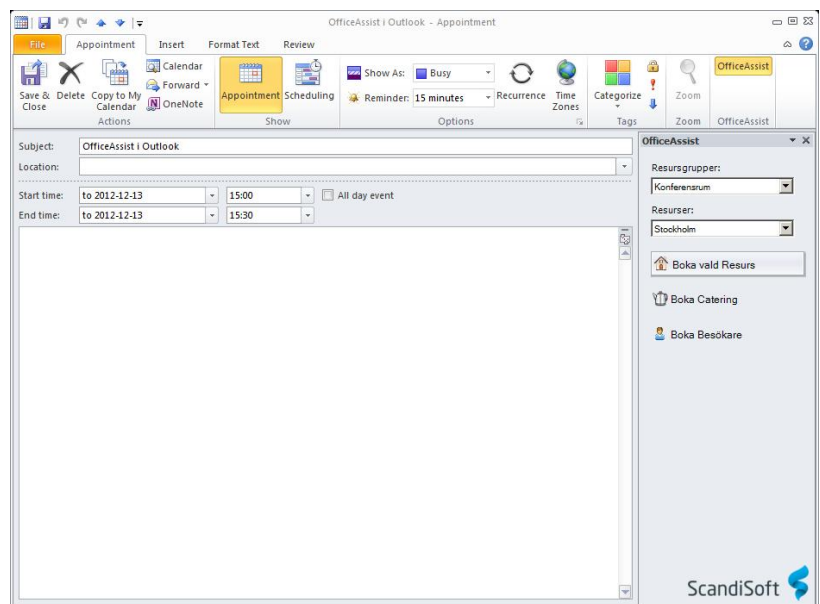 OfficeAssist i Outlook - Appointment
File Appointment Insert Format Text Review
Save & Close
Delete
Copy to My Calendar
Calendar
Forward
OneNote
Actions
Appointment
Scheduling
Show
Show As: Busy
Reminder: 15 minutes
Recurrence
Time Zones
Options
Categorize
Tags
Zoom
Zoom
OfficeAssist
OfficeAssist
Subject: OfficeAssist i Outlook
Location:
Start time: to 2012-12-13 15:00 All day event
End time: to 2012-12-13 15:30
OfficeAssist
Resursgrupper:
Konferensrum
Resurser:
Stockholm
Boka vald Resurs
Boka Catering
Boka Besökare
ScandiSoft